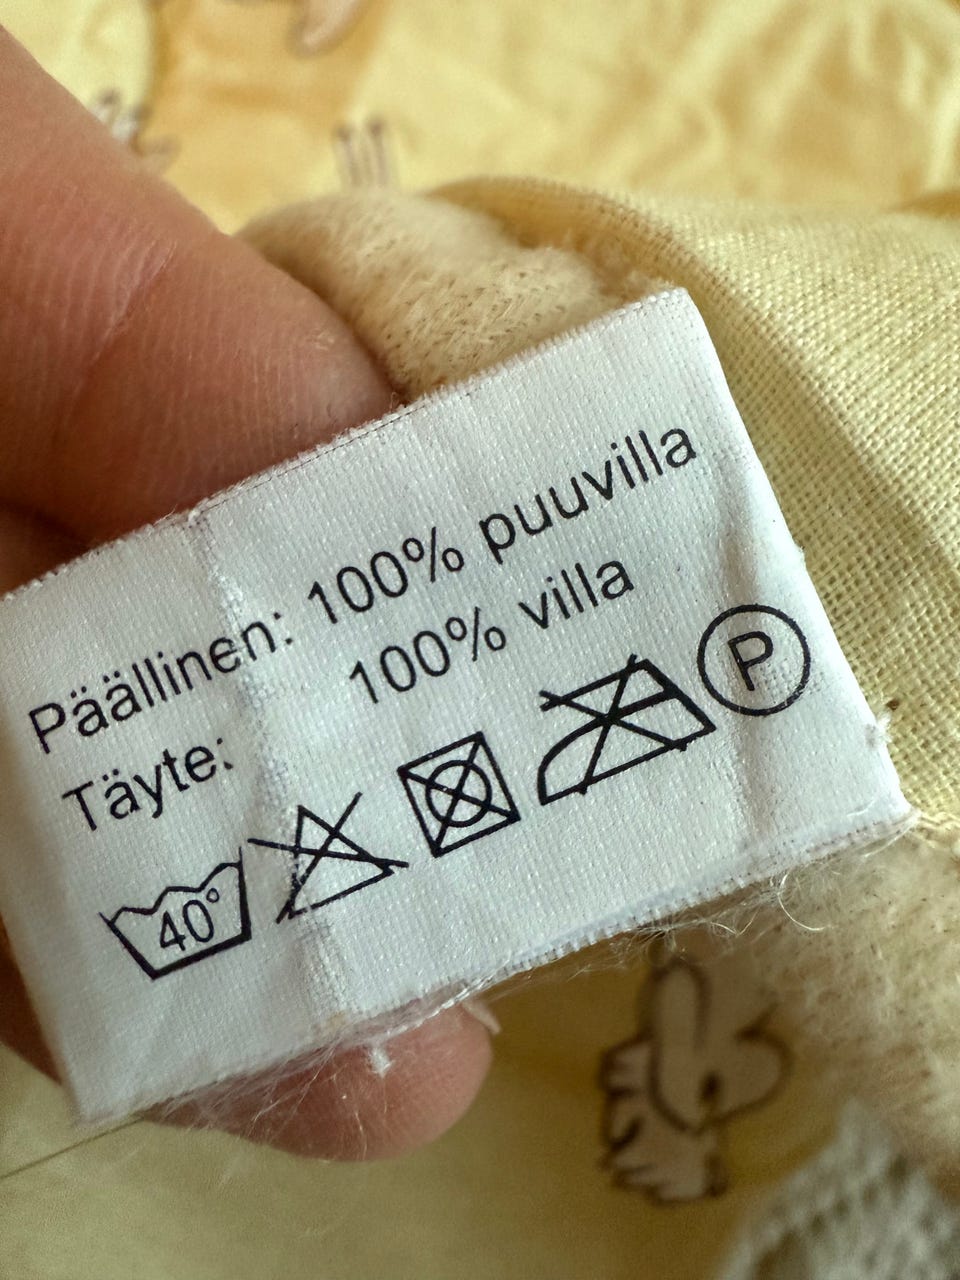 Päällinen: 100% puuvilla
Täyte: 100% villa
40°
P